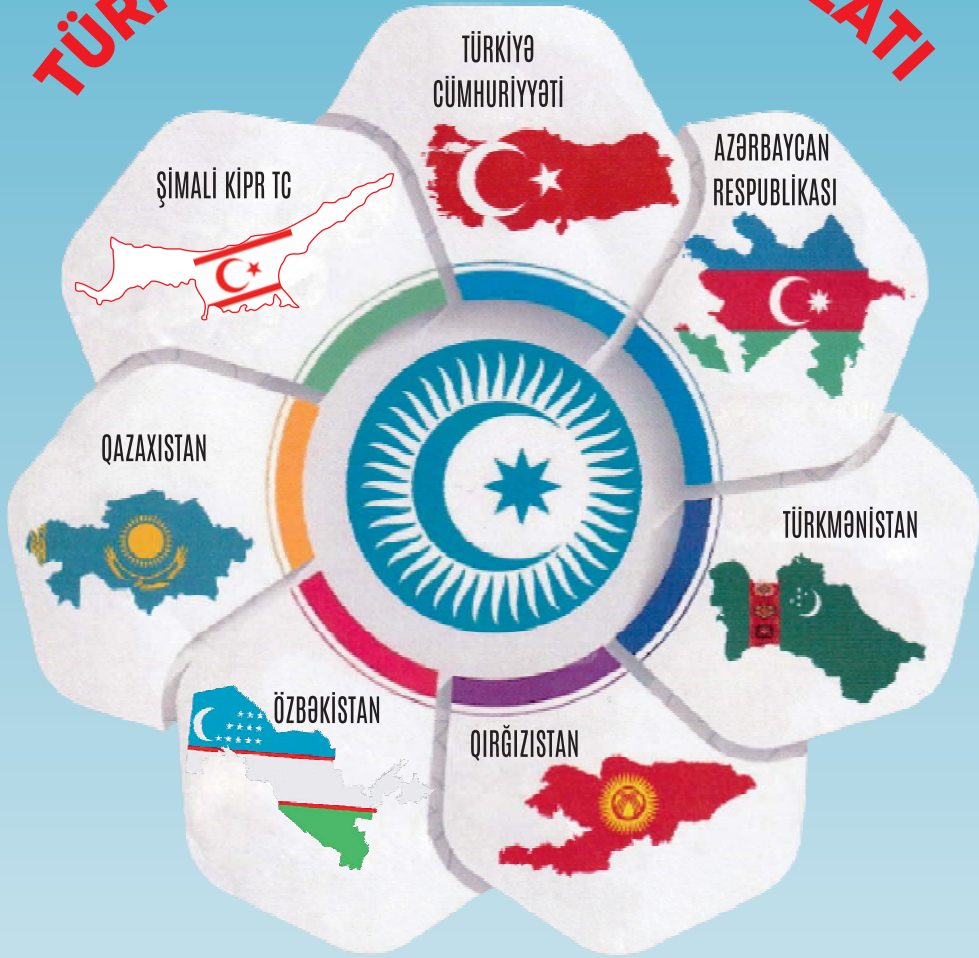 TÜRKİYƏ
CÜMHURİYYƏTİ
AZƏRBAYCAN
RESPUBLİKASI
ŞİMALİ KİPR TC
QAZAXISTAN
TÜRKMƏNİSTAN
ÖZBƏKİSTAN
QIRĞIZISTAN